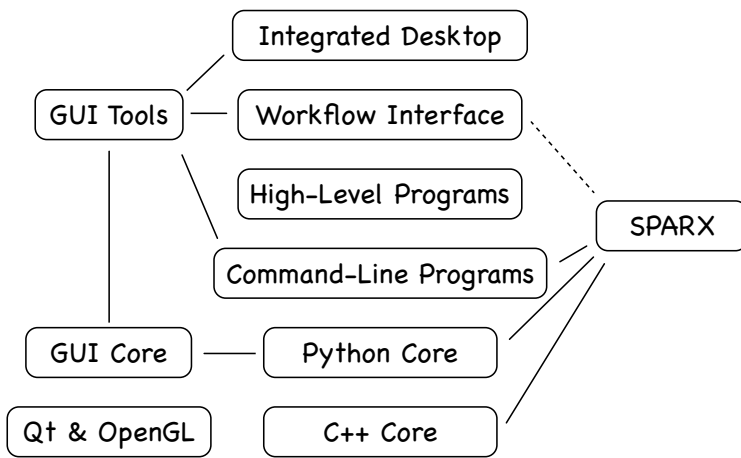 Integrated Desktop
GUI Tools
Workflow Interface
High-Level Programs
SPARX
Command-Line Programs
GUI Core
Python Core
Qt & OpenGL
C++ Core